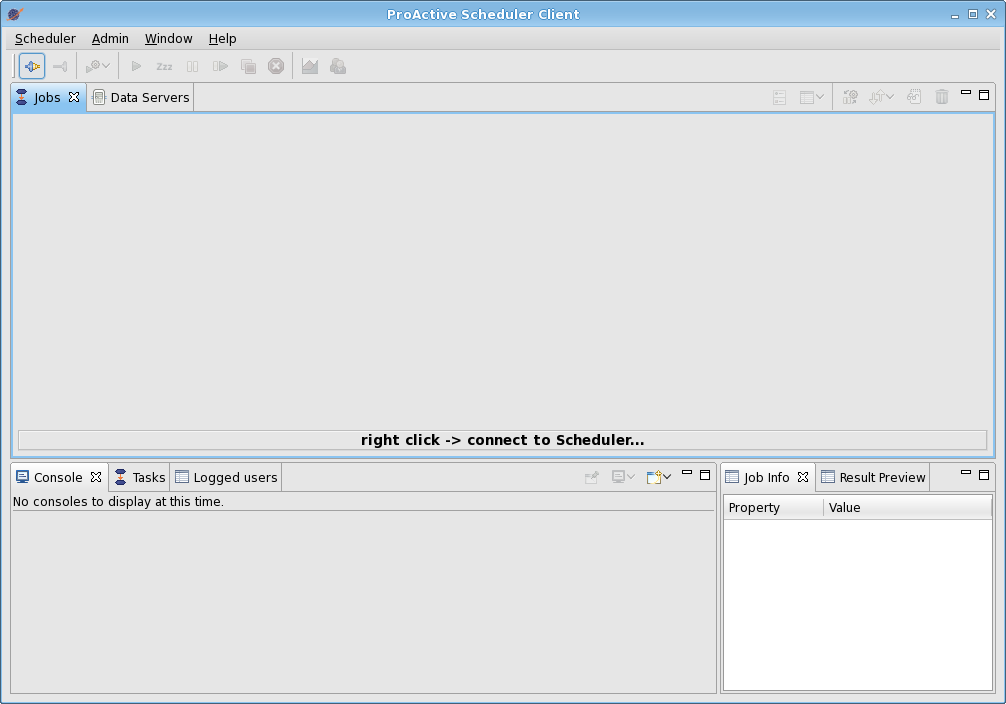 ProActive Scheduler Client
Scheduler Admin Window Help
Zzz
Jobs Data Servers
right click -> connect to Scheduler...
Console Tasks Logged users
No consoles to display at this time.
Job Info Result Preview
Property Value